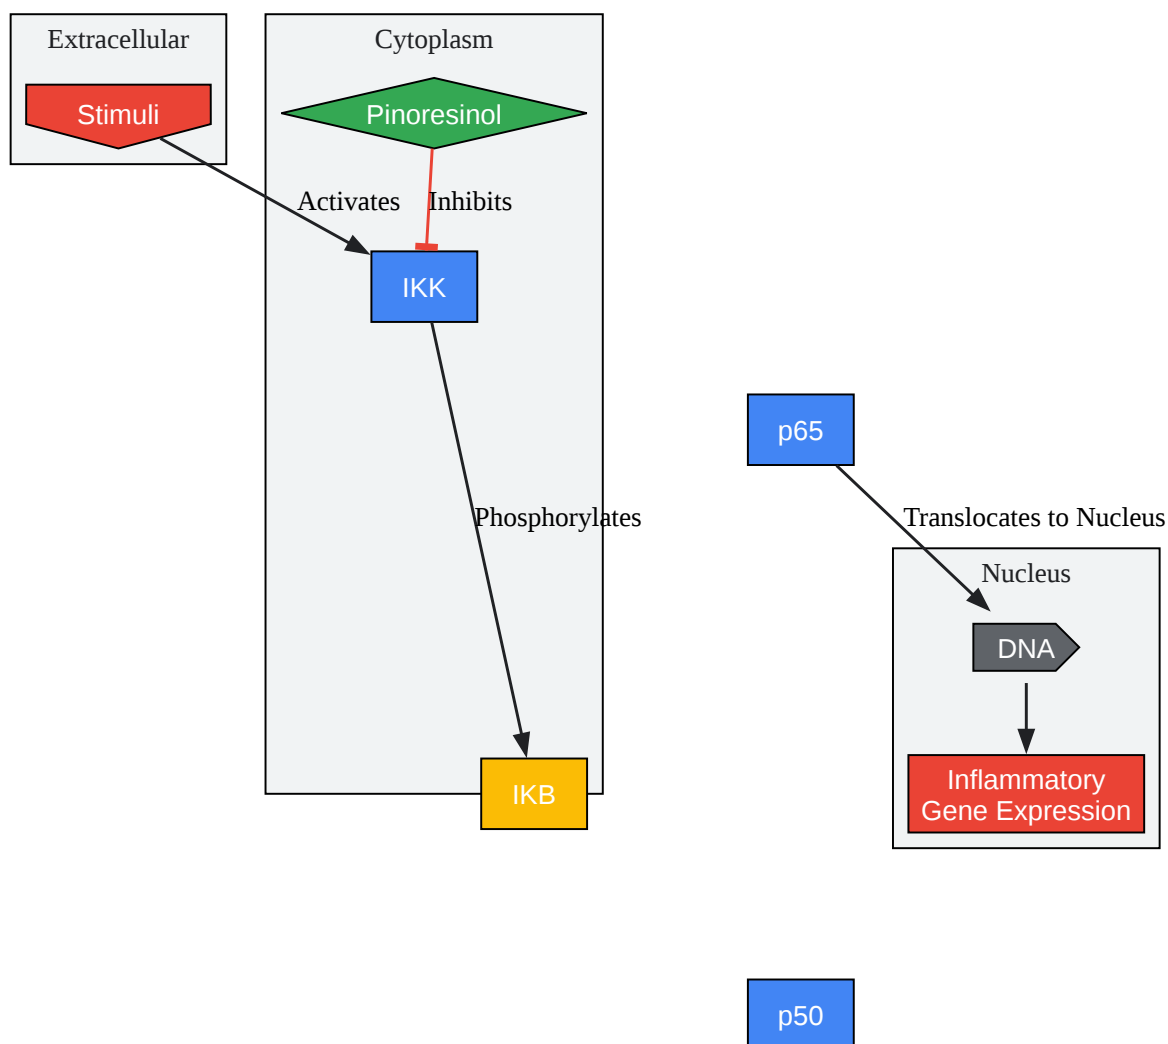 Extracellular
Cytoplasm
Stimuli
Pinoresinol
Activates
Inhibits
IKK
p65
Phosphorylates
Translocates to Nucleus
Nucleus
DNA
Inflammatory
Gene Expression
IKB
p50